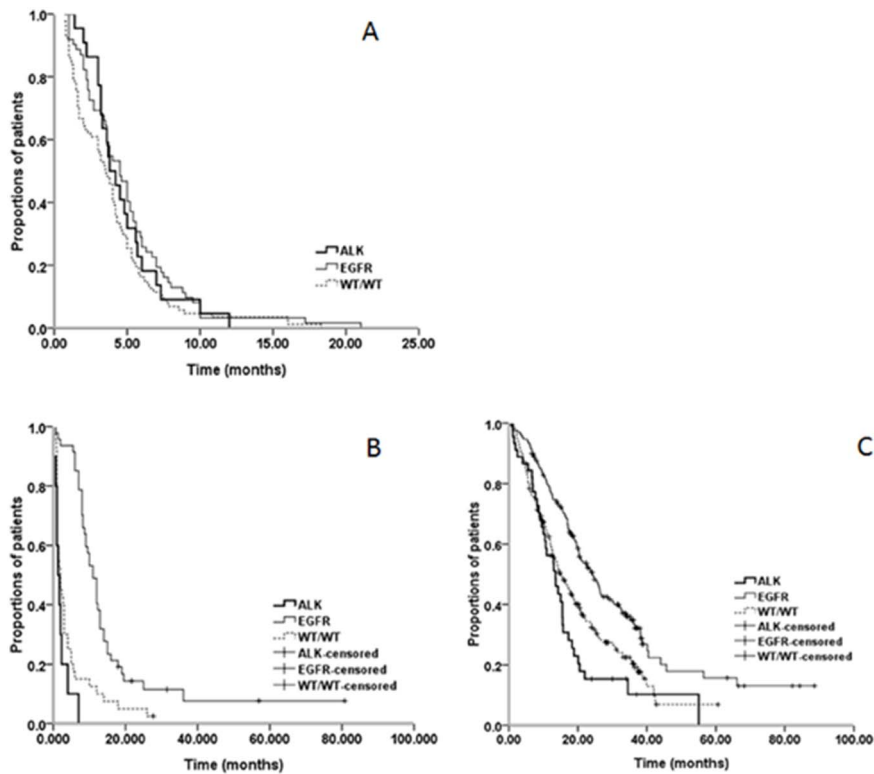 A
Proportions of patients
1.0
0.8
0.6
0.4
0.2
0.0
ALK
EGFR
WT/WT
0.00 5.00 10.00 15.00 20.00 25.00
Time (months)
B
Proportions of patients
1.0
0.8
0.6
0.4
0.2
0.0
ALK
EGFR
WT/WT
ALK-censored
EGFR-censored
WT/WT-censored
0.000 20.000 40.000 60.000 80.000 100.000
Time (months)
C
Proportions of patients
1.0
0.8
0.6
0.4
0.2
0.0
ALK
EGFR
WT/WT
ALK-censored
EGFR-censored
WT/WT-censored
0.00 20.00 40.00 60.00 80.00 100.00
Time (months)